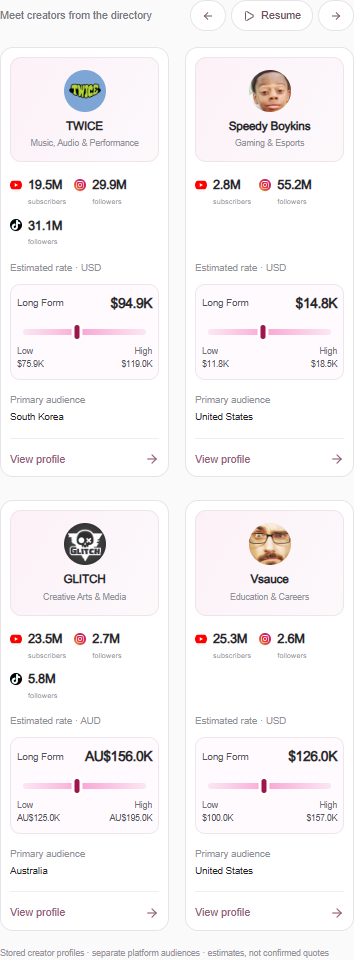 Meet creators from the directory
Resume
TWICE
TWICE
Music, Audio & Performance
19.5M
subscribers
29.9M
followers
31.1M
followers
Estimated rate · USD
Long Form
$94.9K
Low
High
$75.9K
$119.0K
Primary audience
South Korea
View profile
Speedy Boykins
Gaming & Esports
2.8M
subscribers
55.2M
followers
Estimated rate · USD
Long Form
$14.8K
Low
High
$11.8K
$18.5K
Primary audience
United States
View profile
GLITCH
GLITCH
Creative Arts & Media
23.5M
subscribers
2.7M
followers
5.8M
followers
Estimated rate · AUD
Long Form
AU$156.0K
Low
High
AU$125.0K
AU$195.0K
Primary audience
Australia
View profile
Vsauce
Education & Careers
25.3M
subscribers
2.6M
followers
Estimated rate · USD
Long Form
$126.0K
Low
High
$100.0K
$157.0K
Primary audience
United States
View profile
Stored creator profiles · separate platform audiences · estimates, not confirmed quotes